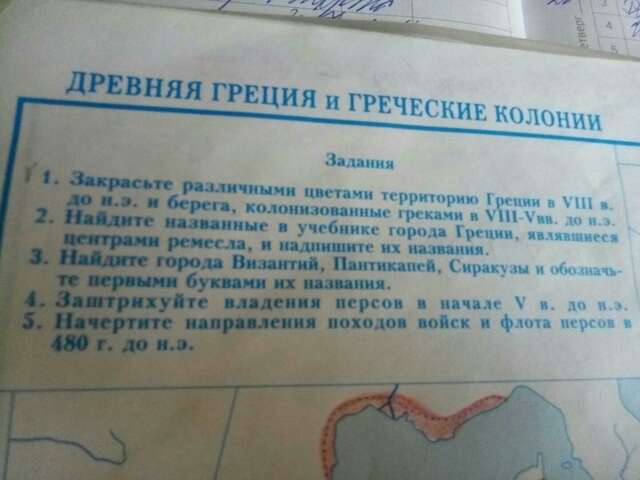 ДРЕВНЯЯ ГРЕЦИЯ и ГРЕЧЕСКИЕ КОЛОНИИ
Задания
1. Закрасьте различными цветами территорию Греции в VIII в.
до н.э. и берега, колонизованные греками в VIII-Vвв. до н.э.
2. Найдите названные в учебнике города Греции, являвшиеся
центрами ремесла, и надпишите их названия.
3. Найдите города Византий, Пантикапей, Сиракузы и обозначь-
те первыми буквами их названия.
4. Заштрихуйте владения персов в начале V в. до н.э.
5. Начертите направления походов войск и флота персов в
480 г. до н.э.